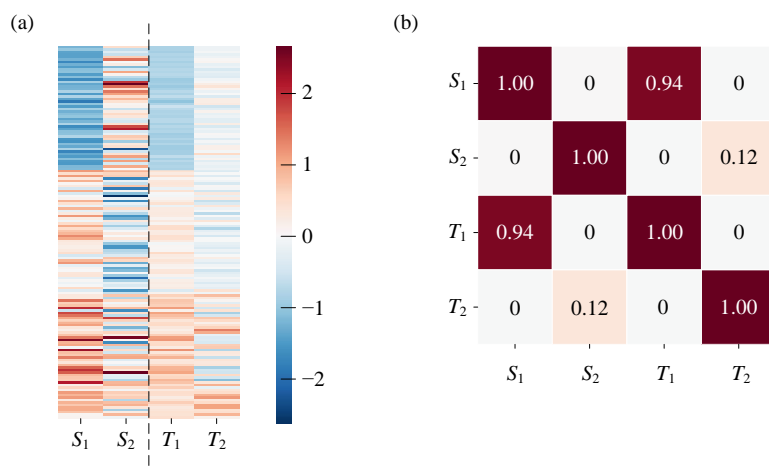 (a)
2
1
0
−1
−2
S₁ S₂ T₁ T₂
(b)
S₁ 1.00 0 0.94 0
S₂ 0 1.00 0 0.12
T₁ 0.94 0 1.00 0
T₂ 0 0.12 0 1.00
S₁ S₂ T₁ T₂